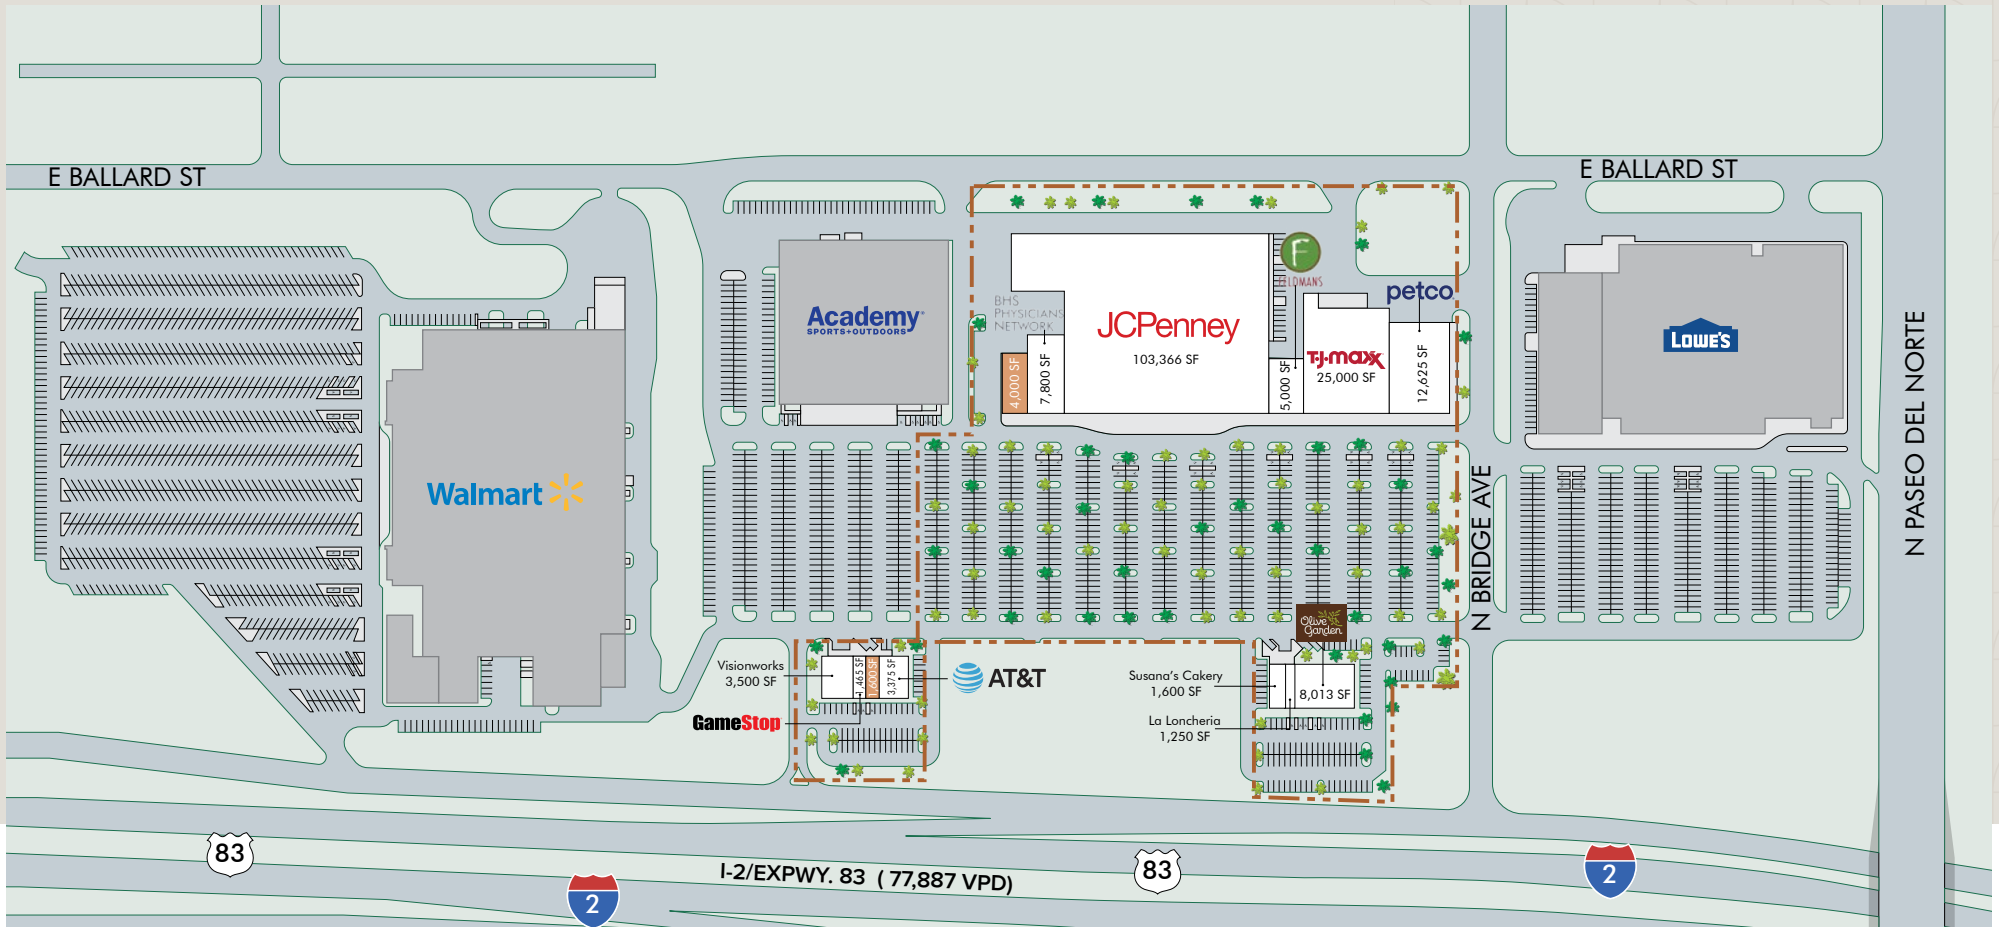 E BALLARD ST
E BALLARD ST
Academy
SPORTS+OUTDOORS
BHS
PHYSICIANS
NETWORK
4,000 SF
7,800 SF
JCPenney
103,366 SF
F
FELDMANS
5,000 SF
T·J·maxx
25,000 SF
petco
12,625 SF
LOWE'S
N PASEO DEL NORTE
N BRIDGE AVE
Walmart
Visionworks
3,500 SF
1,465 SF
1,600 SF
3,375 SF
AT&T
GameStop
Olive
Garden
Susana's Cakery
1,600 SF
8,013 SF
La Loncheria
1,250 SF
83
I-2/EXPWY. 83 ( 77,887 VPD)
83
2
2